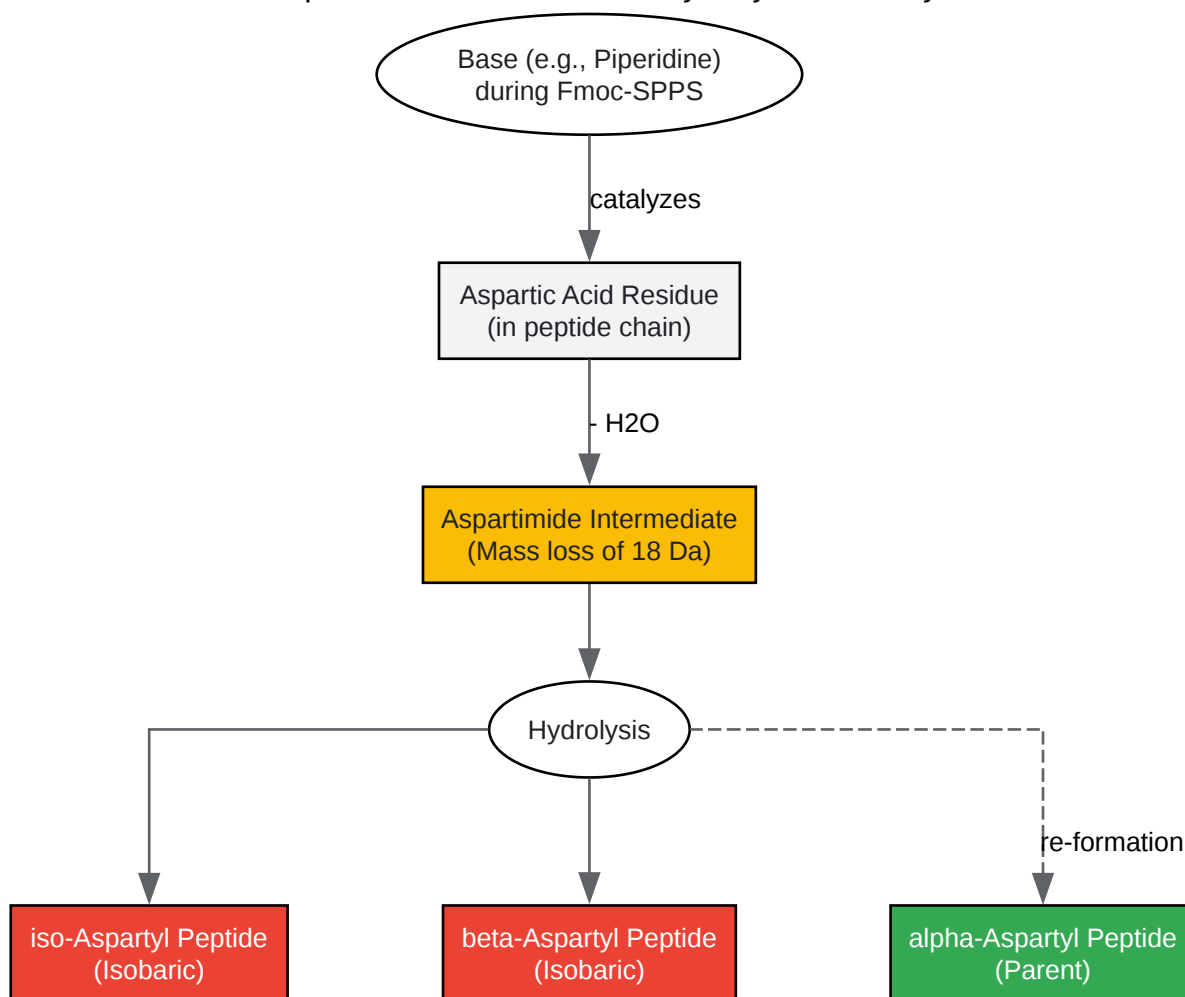 Base (e.g., Piperidine)
during Fmoc-SPPS
catalyzes
Aspartic Acid Residue
(in peptide chain)
- H2O
Aspartimide Intermediate
(Mass loss of 18 Da)
Hydrolysis
re-formation
iso-Aspartyl Peptide
(Isobaric)
beta-Aspartyl Peptide
(Isobaric)
alpha-Aspartyl Peptide
(Parent)